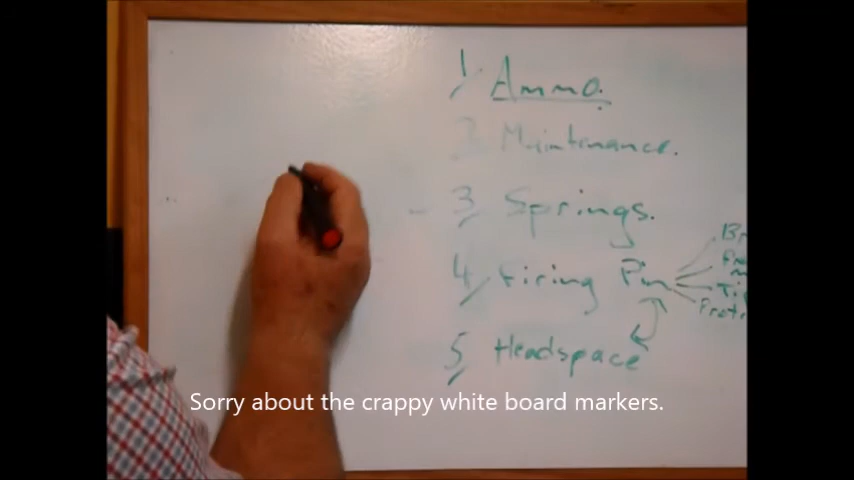 1/ Ammo.
2 Maintenance.
- 3/ Springs.
4/ Firing Pin
5/ Headspace
Sorry about the crappy white board markers.